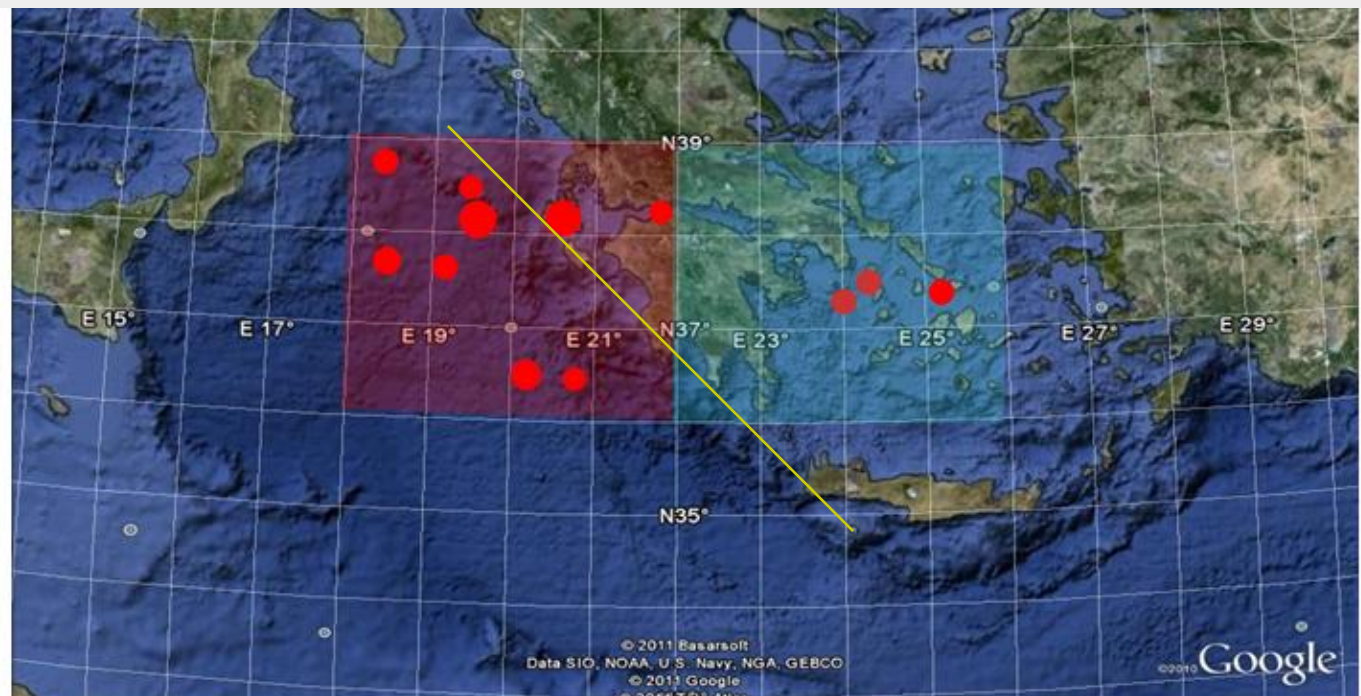 N39°
E 15°
E 17°
E 19°
E 21°
N37°
E 23°
E 25°
E 27°
E 29°
N35°
© 2011 Basarsoft
Data SIO, NOAA, U.S. Navy, NGA, GEBCO
© 2011 Google
©2010 Google